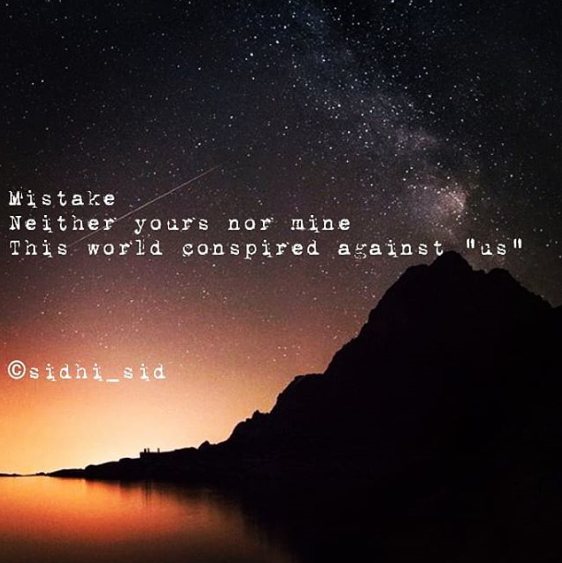 Mistake
Neither yours nor mine
This world conspired against "us"
©sidhi_sid